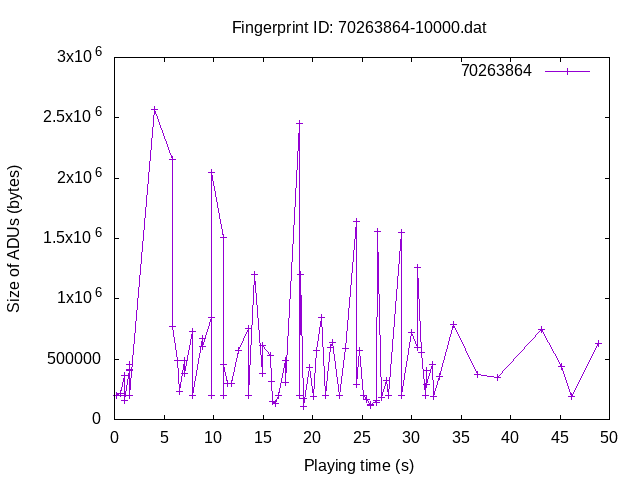 Fingerprint ID: 70263864-10000.dat
3x10^6
70263864
2.5x10^6
2x10^6
1.5x10^6
1x10^6
500000
0
Size of ADUs (bytes)
0 5 10 15 20 25 30 35 40 45 50
Playing time (s)